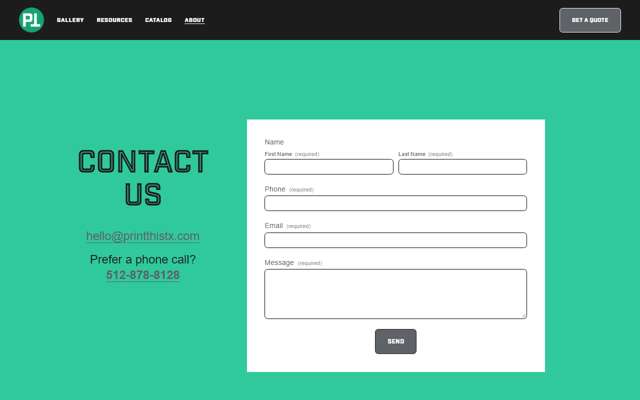 PT
GALLERY RESOURCES CATALOG ABOUT
GET A QUOTE
CONTACT
US
hello@printthistx.com
Prefer a phone call?
512-878-8128
Name
First Name (required)
Last Name (required)
Phone (required)
Email (required)
Message (required)
SEND